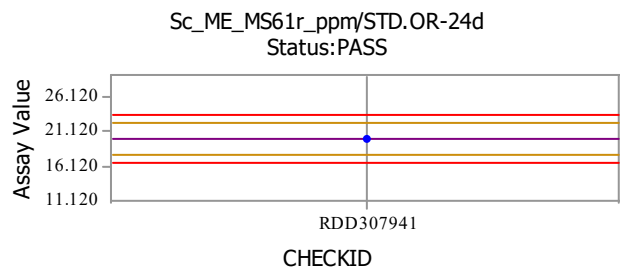 Sc_ME_MS61r_ppm/STD.OR-24d
Status:PASS
Assay Value
26.120
21.120
16.120
11.120
RDD307941
CHECKID